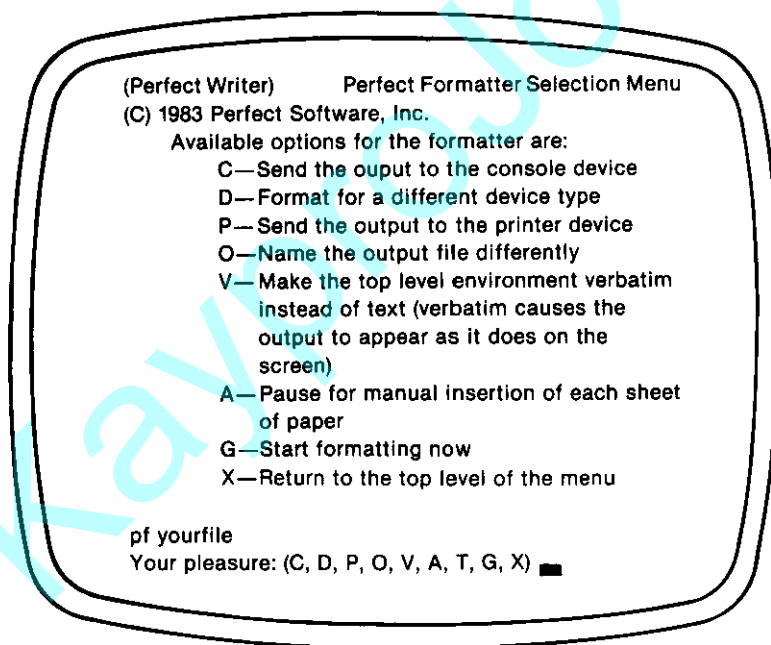 (Perfect Writer) Perfect Formatter Selection Menu
(C) 1983 Perfect Software, Inc.
Available options for the formatter are:
C—Send the ouput to the console device
D—Format for a different device type
P—Send the output to the printer device
O—Name the output file differently
V—Make the top level environment verbatim
instead of text (verbatim causes the
output to appear as it does on the
screen)
A—Pause for manual insertion of each sheet
of paper
G—Start formatting now
X—Return to the top level of the menu
pf yourfile
Your pleasure: (C, D, P, O, V, A, T, G, X)